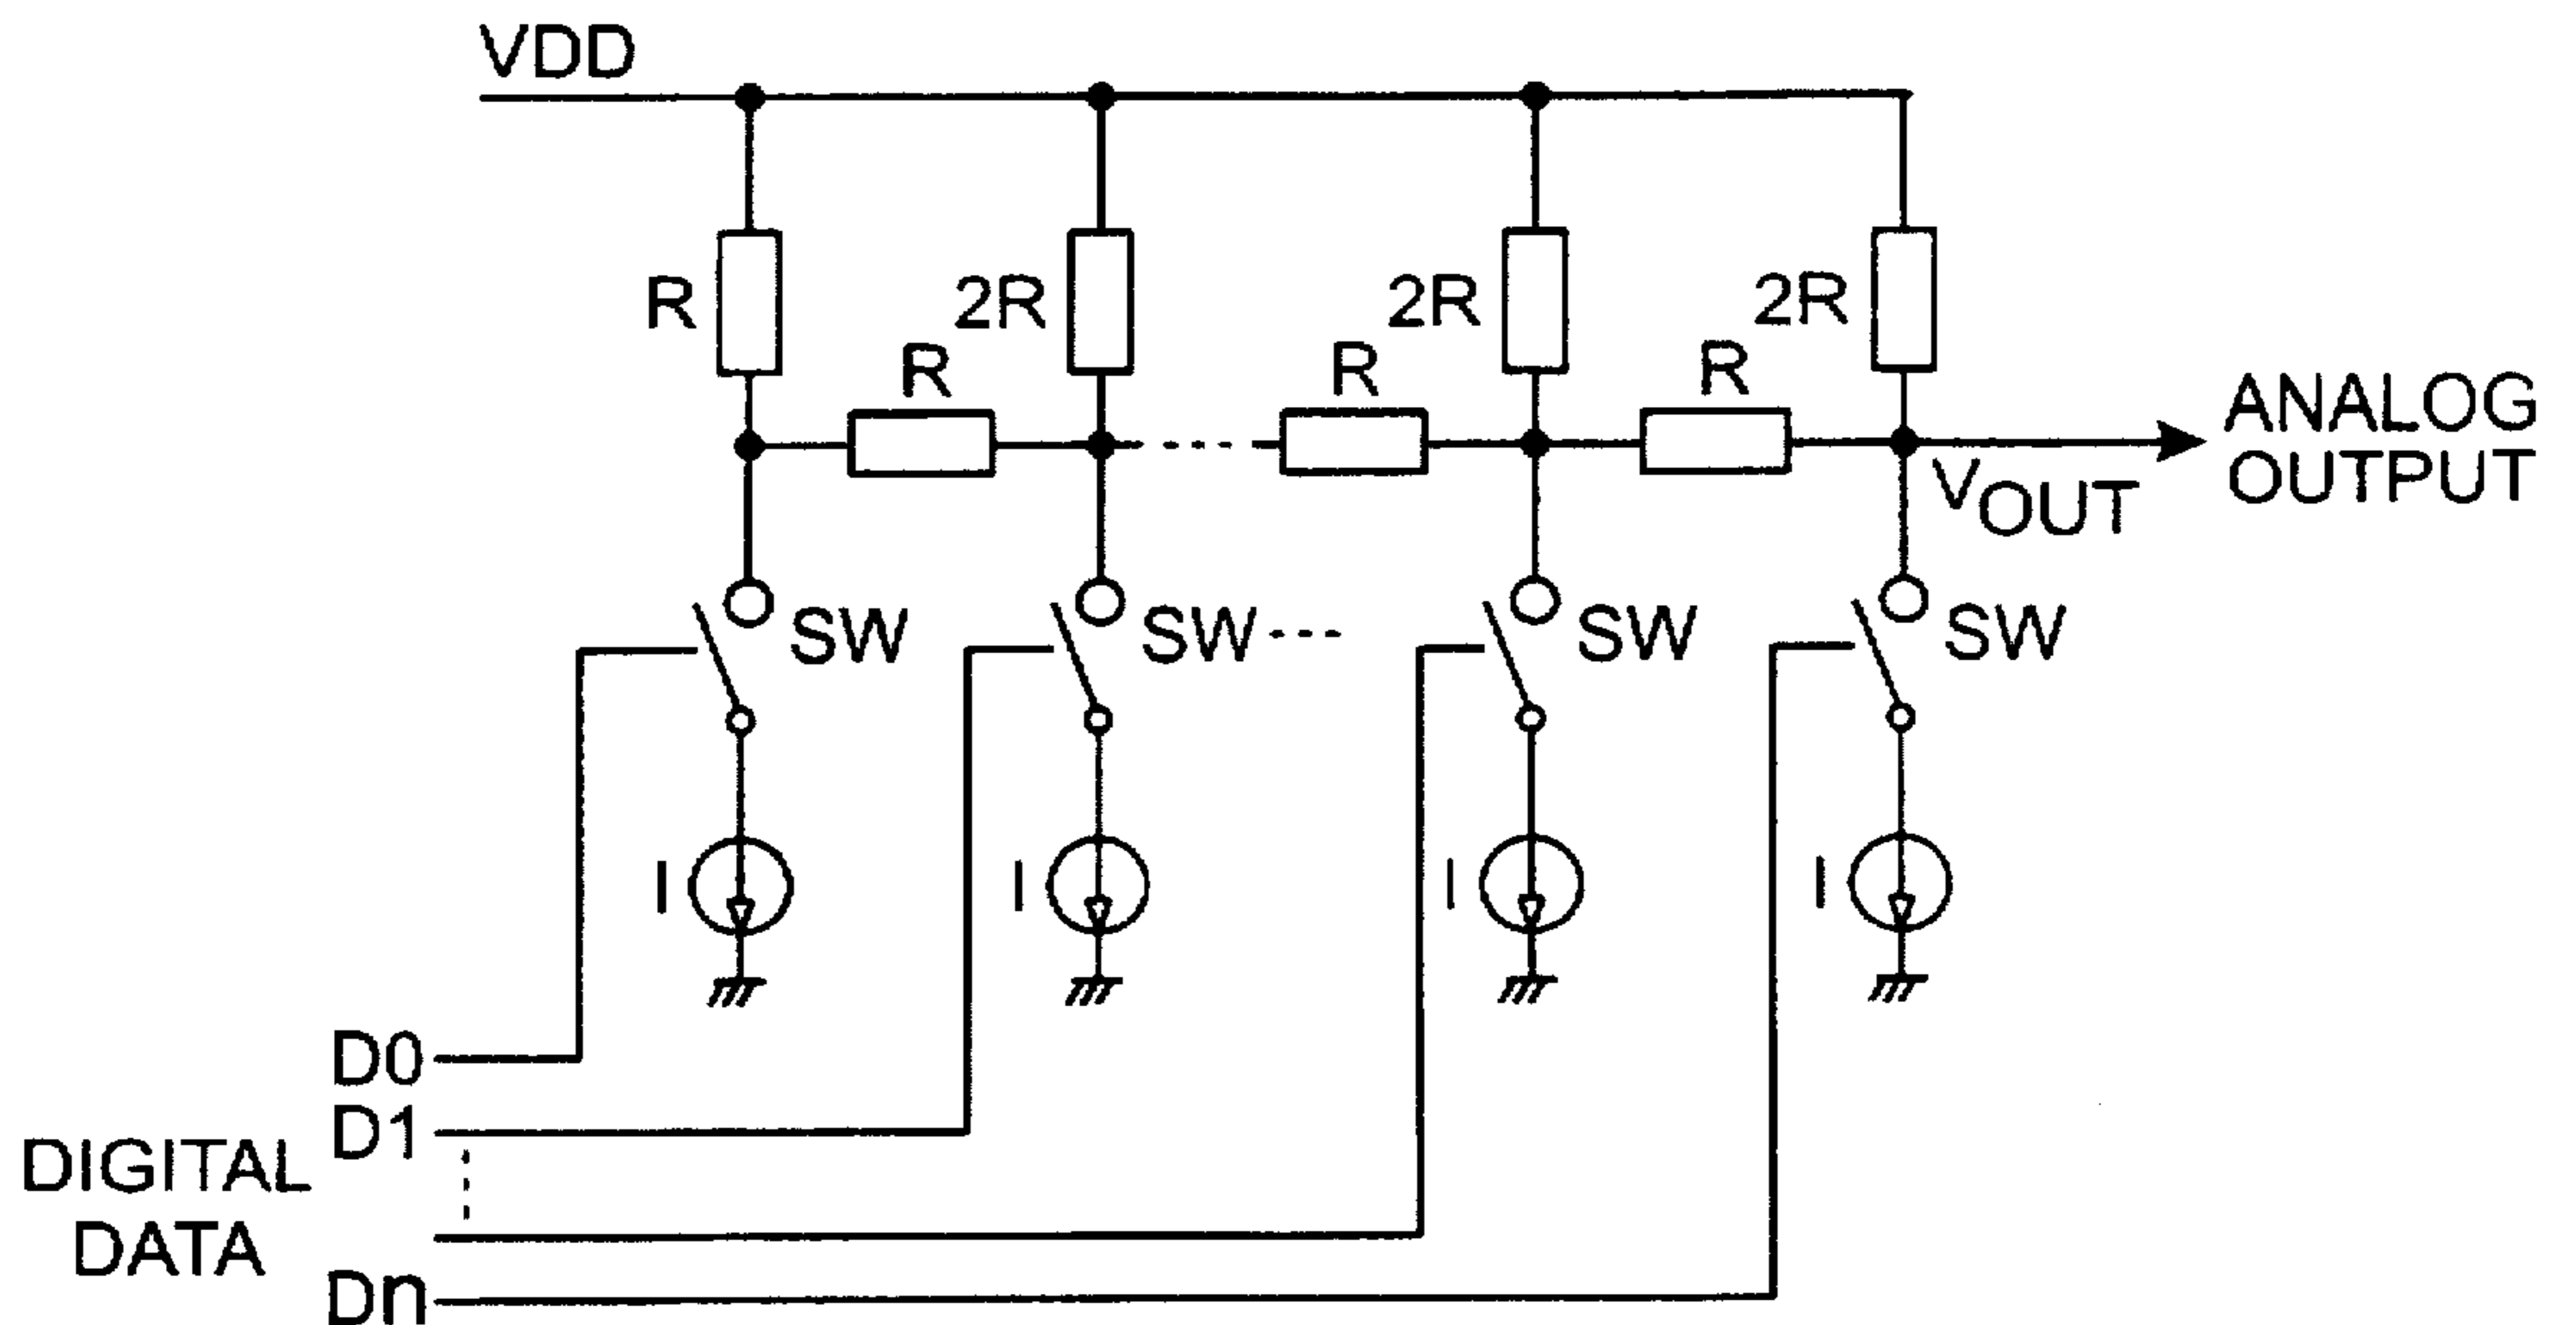 VDD
R
2R
2R
2R
R
R
R
ANALOG
OUTPUT
VOUT
SW
SW
SW
SW
I
I
I
I
D0
D1
DIGITAL
DATA
Dn